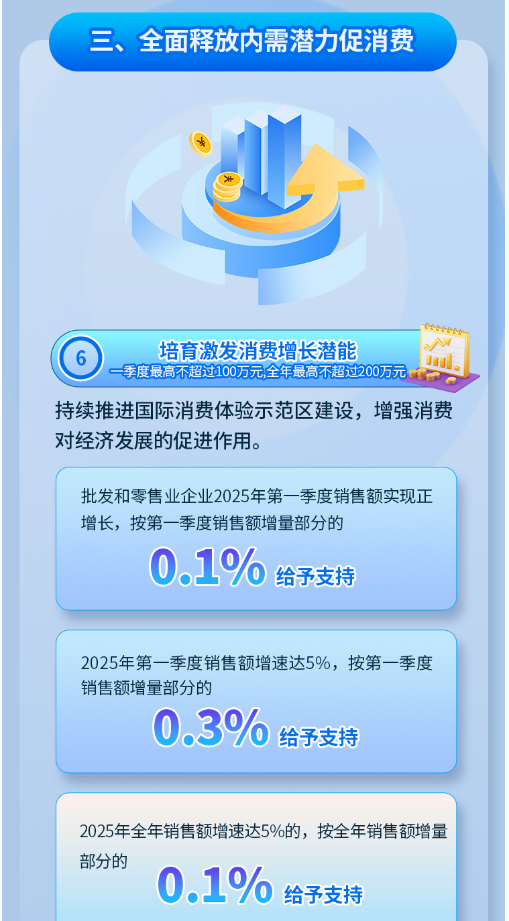 三、全面释放内需潜力促消费
6
培育激发消费增长潜能
一季度最高不超过100万元,全年最高不超过200万元
持续推进国际消费体验示范区建设，增强消费
对经济发展的促进作用。
批发和零售业企业2025年第一季度销售额实现正
增长，按第一季度销售额增量部分的
0.1% 给予支持
2025年第一季度销售额增速达5%，按第一季度
销售额增量部分的
0.3% 给予支持
2025年全年销售额增速达5%的，按全年销售额增量
部分的
0.1% 给予支持